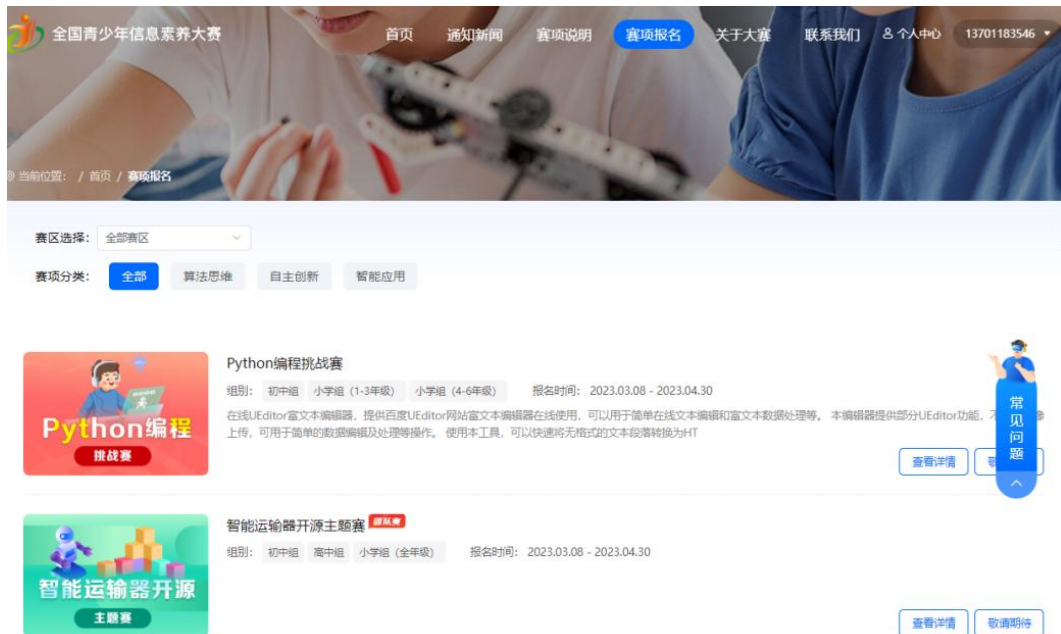 全国青少年信息素养大赛 首页 通知新闻 赛项说明 赛项报名 关于大赛 联系我们 个人中心 13701183546
当前位置: / 首页 / 赛项报名
赛区选择: 全部赛区
赛项分类: 全部 算法思维 自主创新 智能应用
Python编程
挑战赛
Python编程挑战赛
组别: 初中组 小学组 (1-3年级) 小学组 (4-6年级) 报名时间: 2023.03.08 - 2023.04.30
在线UEditor富文本编辑器, 提供百度UEditor网站富文本编辑器在线使用, 可以用于简单在线文本编辑和富文本数据处理等。 本编辑器提供部分UEditor功能,
上传, 可用于简单的数据编辑及处理等操作。 使用本工具, 可以快速将无格式的文本段落转换为HT
查看详情
常见问题
智能运输器开源
主题赛
智能运输器开源主题赛 团队赛
组别: 初中组 高中组 小学组 (全年级) 报名时间: 2023.03.08 - 2023.04.30
查看详情 敬请期待